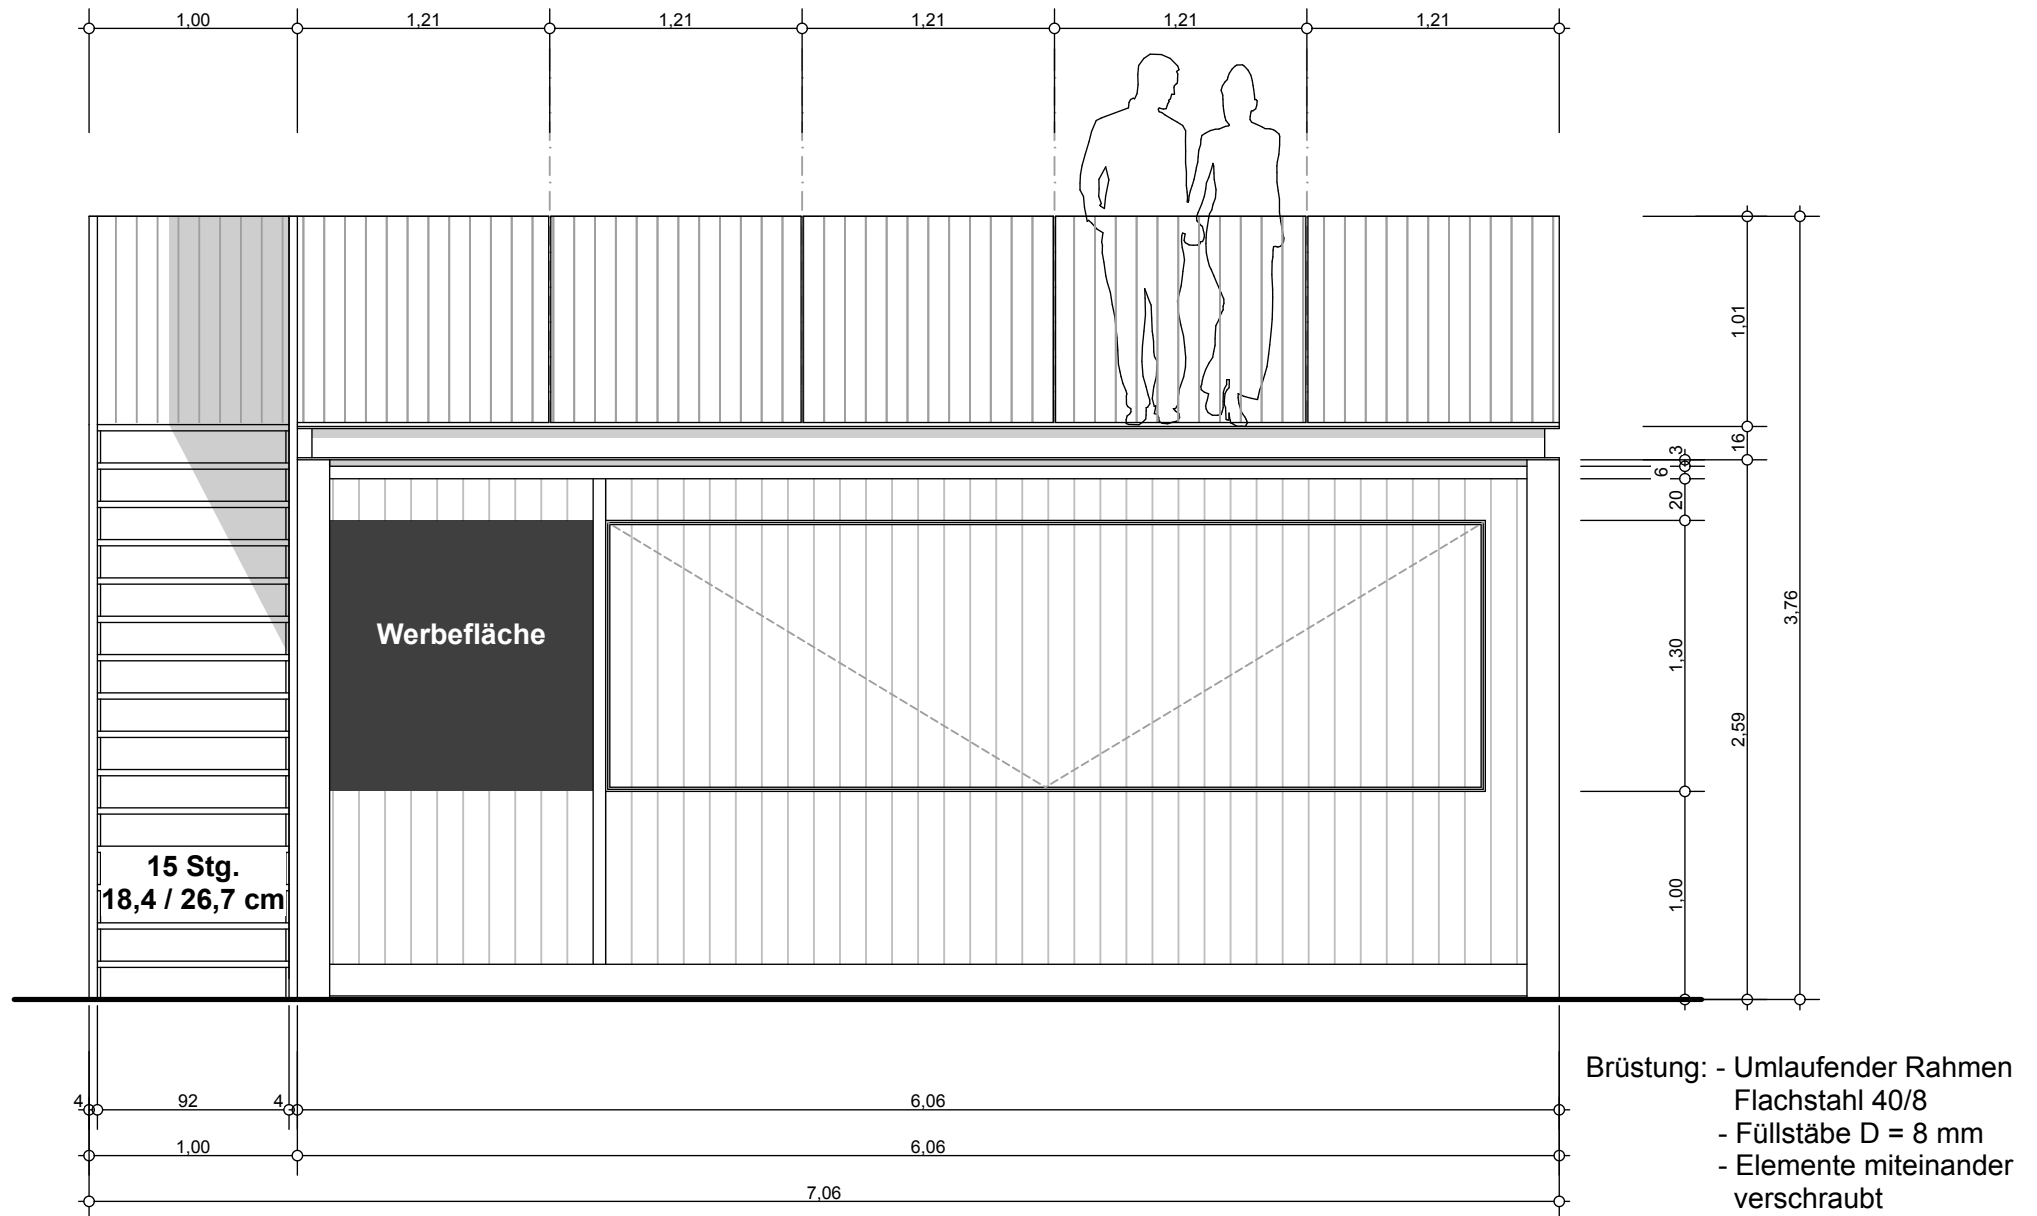 1,00 1,21 1,21 1,21 1,21 1,21
1,01
16
3
6
20
1,30
1,00
2,59
3,76
Werbefläche
15 Stg.
18,4 / 26,7 cm
4 92 4 6,06
1,00 6,06
7,06
Brüstung: - Umlaufender Rahmen
Flachstahl 40/8
- Füllstäbe D = 8 mm
- Elemente miteinander
verschraubt